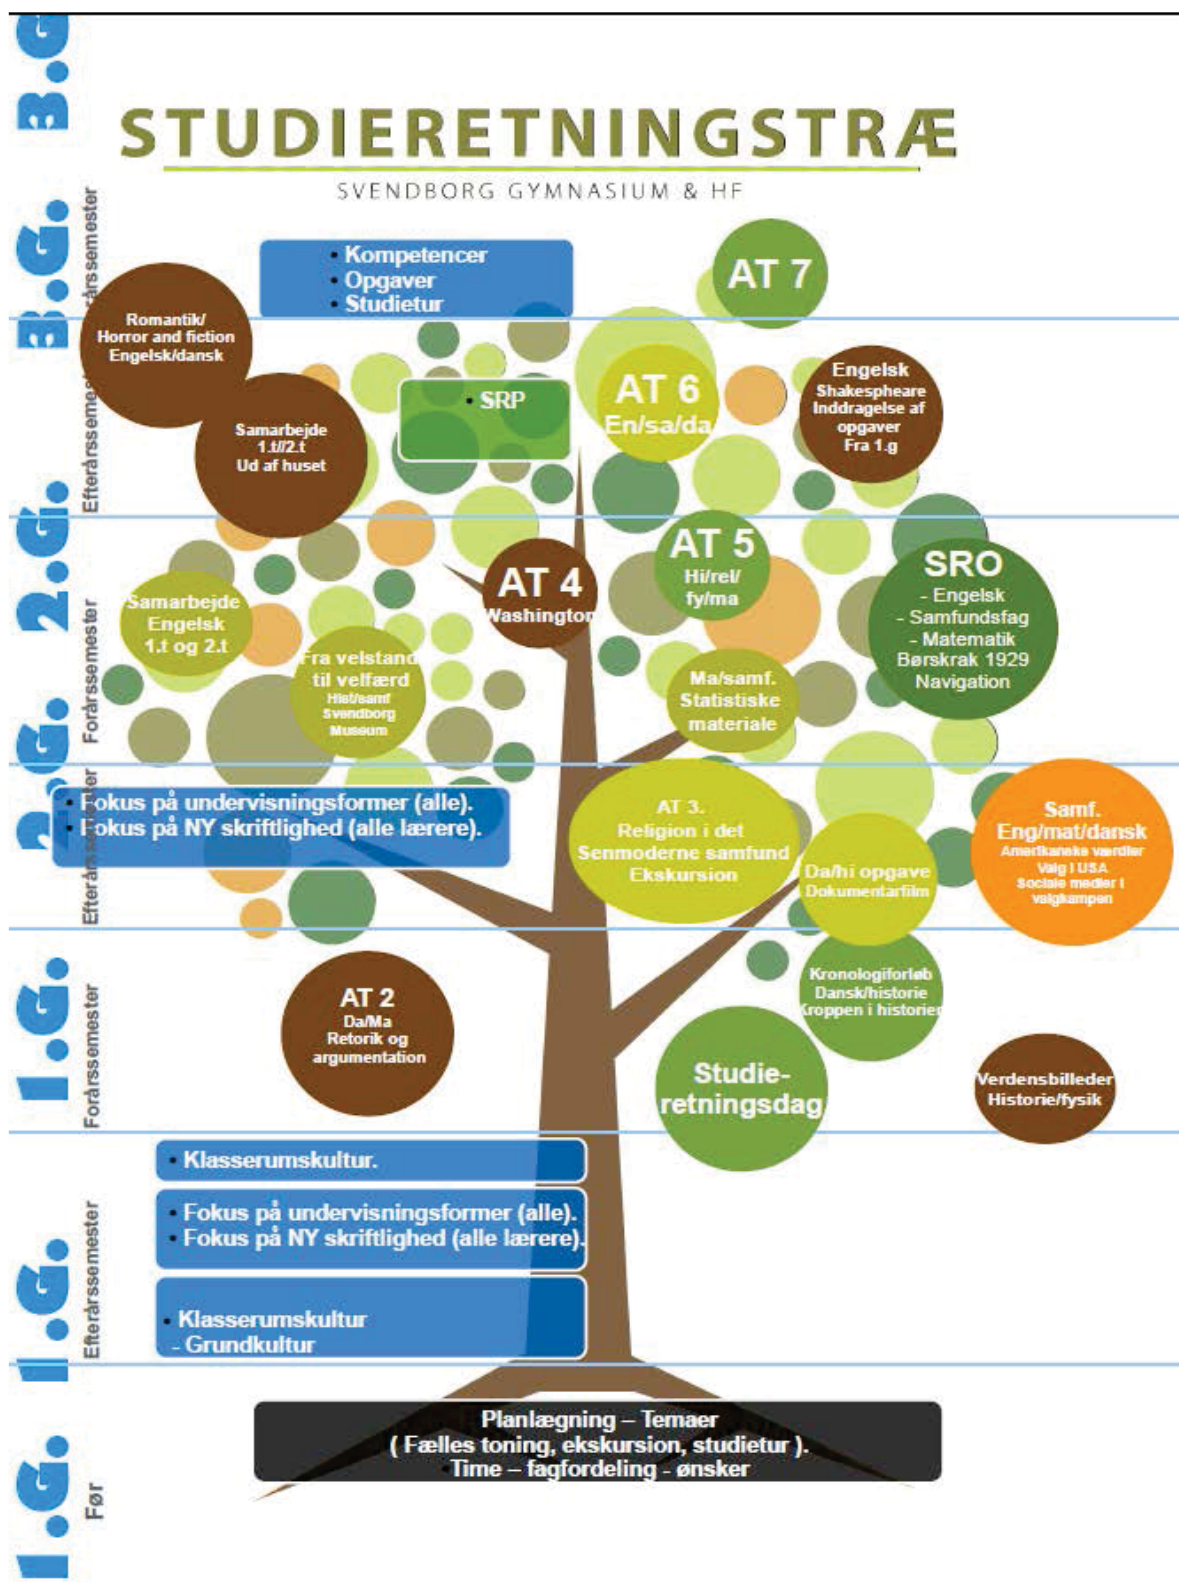 3.G.
STUDIERETNINGSTRÆ
SVENDBORG GYMNASIUM & HF
3.G.
Forårssemester
• Kompetencer
• Opgaver
• Studietur
AT 7
Romantik/
Horror and fiction
Engelsk/dansk
Efterårssemester
Samarbejde
1.t//2.t
Ud af huset
• SRP
AT 6
En/sa/da
Engelsk
Shakespheare
Inddragelse af
opgaver
Fra 1.g
2.G.
Forårssemester
Samarbejde
Engelsk
1.t og 2.t
Fra velstand
til velfærd
Hist/samf
Svendborg
Museum
AT 4
Washington
AT 5
Hi/rel/
fy/ma
Ma/samf.
Statistiske
materiale
SRO
- Engelsk
- Samfundsfag
- Matematik
Børskrak 1929
Navigation
2.G.
Efterårssemester
• Fokus på undervisningsformer (alle).
• Fokus på NY skriftlighed (alle lærere).
AT 3.
Religion i det
Senmoderne samfund
Ekskursion
Da/hi opgave
Dokumentarfilm
Samf.
Eng/mat/dansk
Amerikanske værdier
Valg i USA
Sociale medier i
valgkampen
1.G.
Forårssemester
AT 2
Da/Ma
Retorik og
argumentation
Kronologiforløb
Dansk/historie
Kroppen i historien
Studie-
retningsdag
Verdensbilleder
Historie/fysik
1.G.
Efterårssemester
• Klasserumskultur.
• Fokus på undervisningsformer (alle).
• Fokus på NY skriftlighed (alle lærere).
• Klasserumskultur
- Grundkultur
1.G.
Før
Planlægning – Temaer
( Fælles toning, ekskursion, studietur ).
•Time – fagfordeling - ønsker